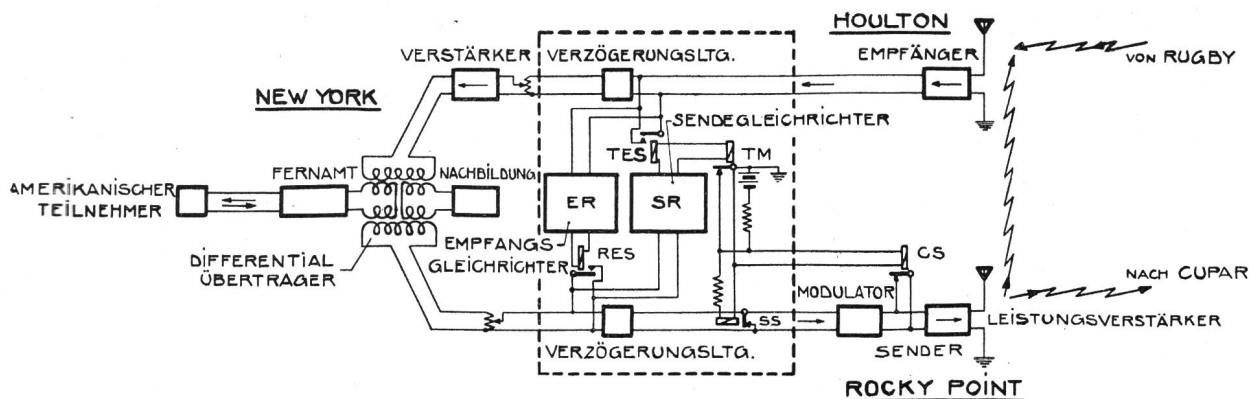 HOULTON
VERSTÄRKER
VERZÖGERUNGSLTG.
EMPFÄNGER
VON RUGBY
NEW YORK
SENDEGLEICHRICHTER
TES
TM
FERNAMT
NACHBILDUNG
AMERIKANISCHER
TEILNEHMER
ER
SR
EMPFANGS
GLEICHRICHTER
RES
CS
DIFFERENTIAL
ÜBERTRAGER
NACH CUPAR
MODULATOR
SS
LEISTUNGSVERSTÄRKER
VERZÖGERUNGSLTG.
SENDER
ROCKY POINT